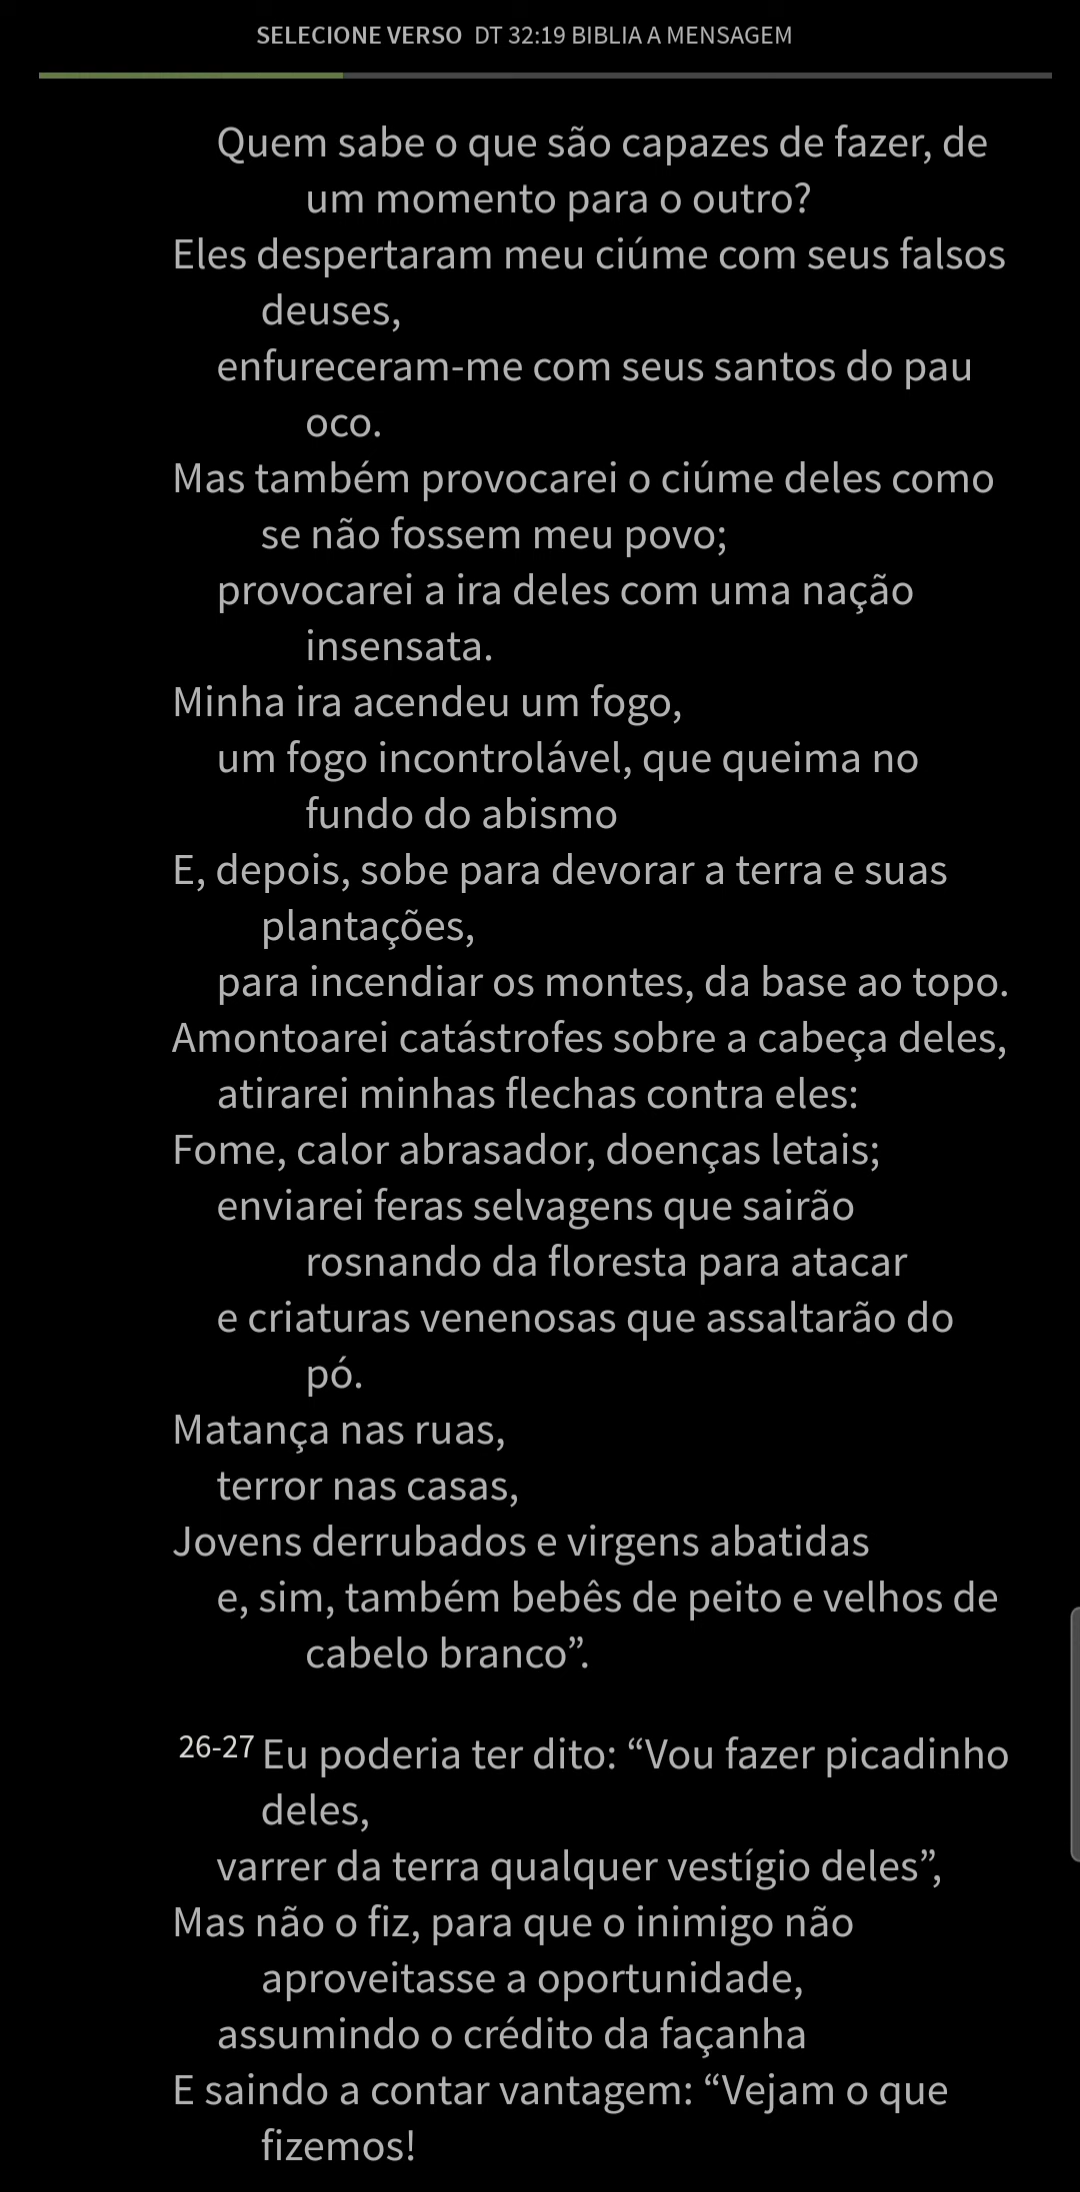 SELECIONE VERSO DT 32:19 BIBLIA A MENSAGEM
Quem sabe o que são capazes de fazer, de
um momento para o outro?
Eles despertaram meu ciúme com seus falsos
deuses,
enfureceram-me com seus santos do pau
oco.
Mas também provocarei o ciúme deles como
se não fossem meu povo;
provocarei a ira deles com uma nação
insensata.
Minha ira acendeu um fogo,
um fogo incontrolável, que queima no
fundo do abismo
E, depois, sobe para devorar a terra e suas
plantações,
para incendiar os montes, da base ao topo.
Amontoarei catástrofes sobre a cabeça deles,
atirarei minhas flechas contra eles:
Fome, calor abrasador, doenças letais;
enviarei feras selvagens que sairão
rosnando da floresta para atacar
e criaturas venenosas que assaltarão do
pó.
Matança nas ruas,
terror nas casas,
Jovens derrubados e virgens abatidas
e, sim, também bebês de peito e velhos de
cabelo branco”.
26-27 Eu poderia ter dito: “Vou fazer picadinho
deles,
varrer da terra qualquer vestígio deles”,
Mas não o fiz, para que o inimigo não
aproveitasse a oportunidade,
assumindo o crédito da façanha
E saindo a contar vantagem: “Vejam o que
fizemos!